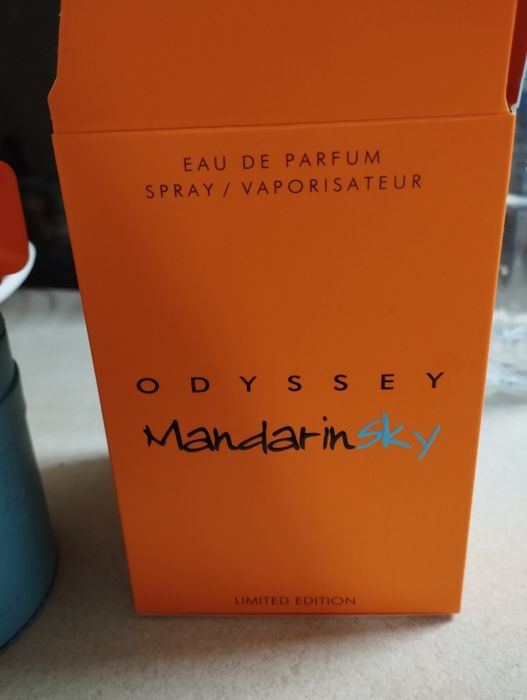 EAU DE PARFUM
SPRAY / VAPORISATEUR
ODYSSEY
Mandarinsky
LIMITED EDITION